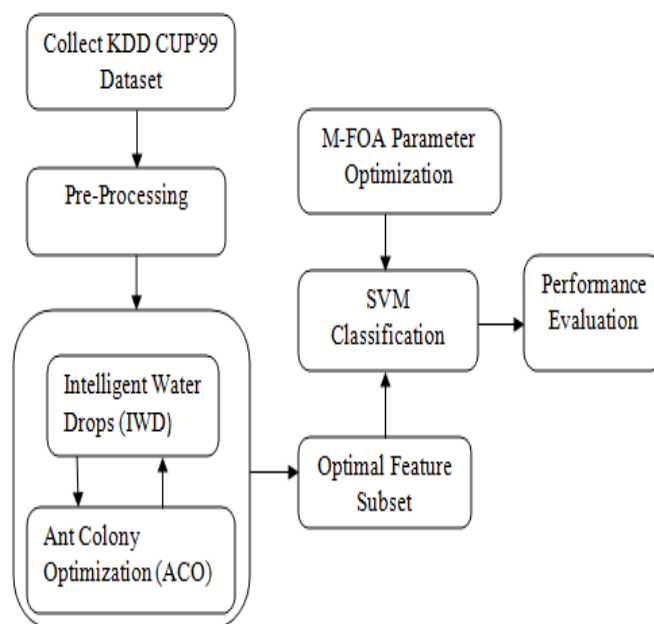 Collect KDD CUP'99
Dataset
Pre-Processing
Intelligent Water
Drops (IWD)
Ant Colony
Optimization (ACO)
M-FOA Parameter
Optimization
SVM
Classification
Optimal Feature
Subset
Performance
Evaluation